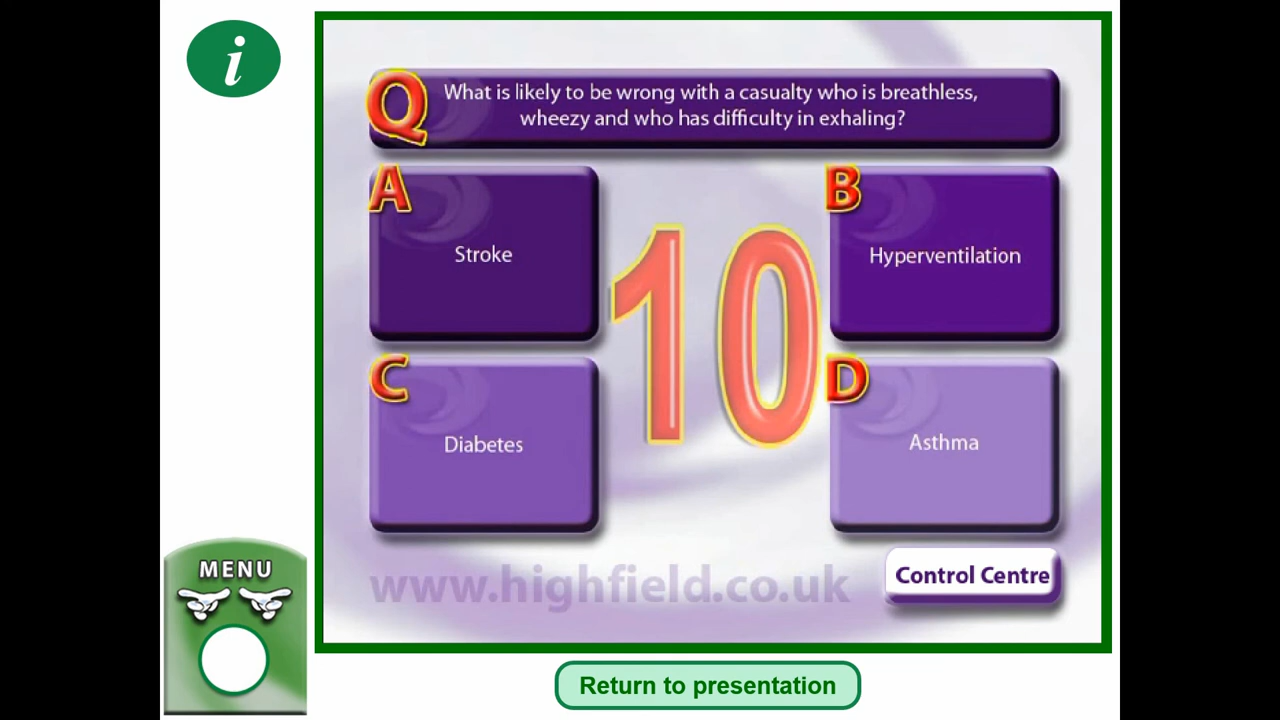 i
Q
What is likely to be wrong with a casualty who is breathless,
wheezy and who has difficulty in exhaling?
A
Stroke
B
Hyperventilation
10
C
Diabetes
D
Asthma
www.highfield.co.uk
Control Centre
MENU
Return to presentation